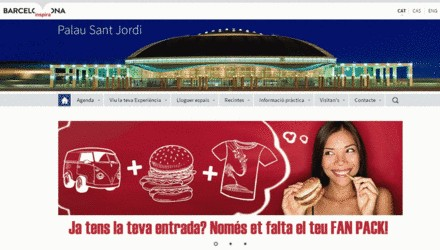 BARCELONA
inspira
CAT CAS ENG
Palau Sant Jordi
Agenda Viu la teva Experiència Lloguer espais Recintes Informació pràctica Visitan's Contacte
Ja tens la teva entrada? Només et falta el teu FAN PACK!